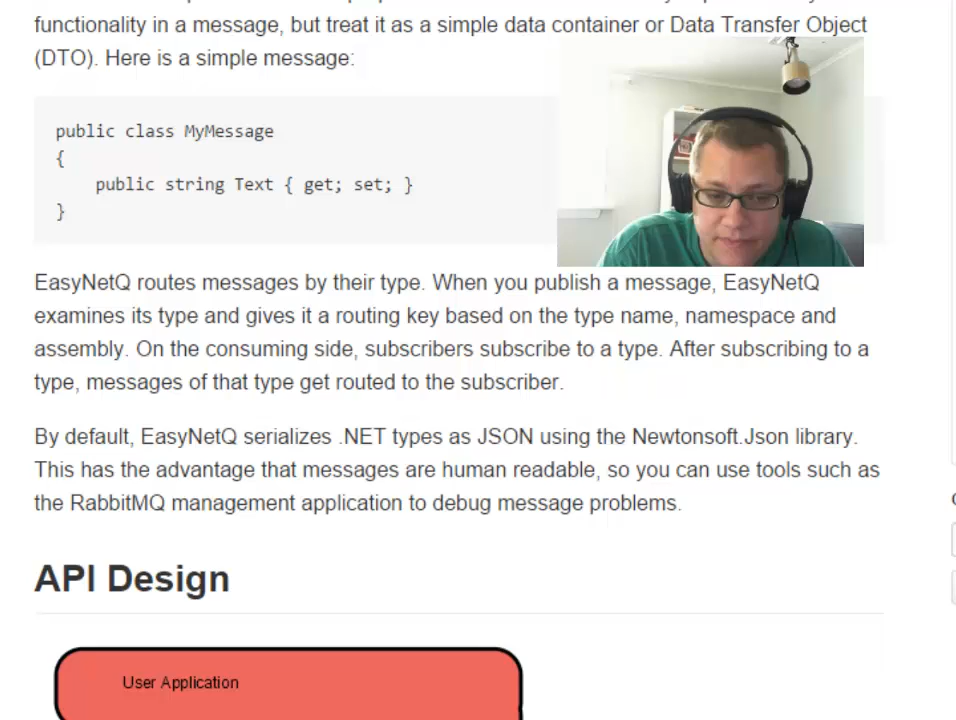 functionality in a message, but treat it as a simple data container or Data Transfer Object
(DTO). Here is a simple message:
public class MyMessage
{
public string Text { get; set; }
}
EasyNetQ routes messages by their type. When you publish a message, EasyNetQ
examines its type and gives it a routing key based on the type name, namespace and
assembly. On the consuming side, subscribers subscribe to a type. After subscribing to a
type, messages of that type get routed to the subscriber.
By default, EasyNetQ serializes .NET types as JSON using the Newtonsoft.Json library.
This has the advantage that messages are human readable, so you can use tools such as
the RabbitMQ management application to debug message problems.
API Design
User Application